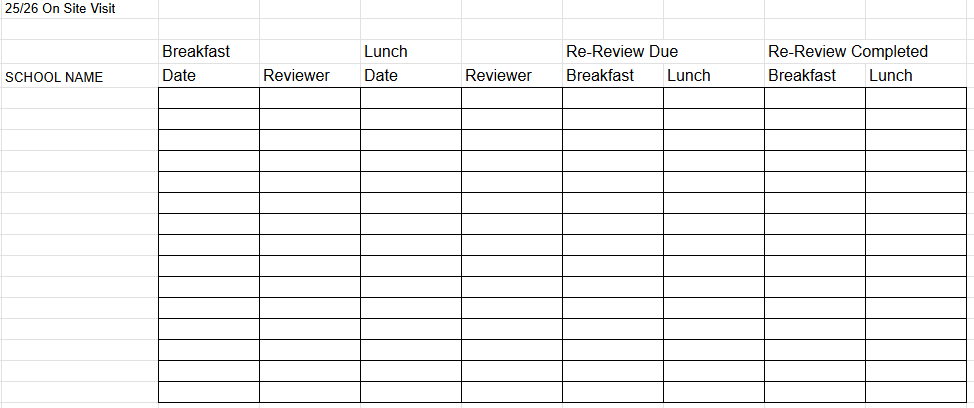 25/26 On Site Visit
Breakfast Lunch Re-Review Due Re-Review Completed
SCHOOL NAME Date Reviewer Date Reviewer Breakfast Lunch Breakfast Lunch